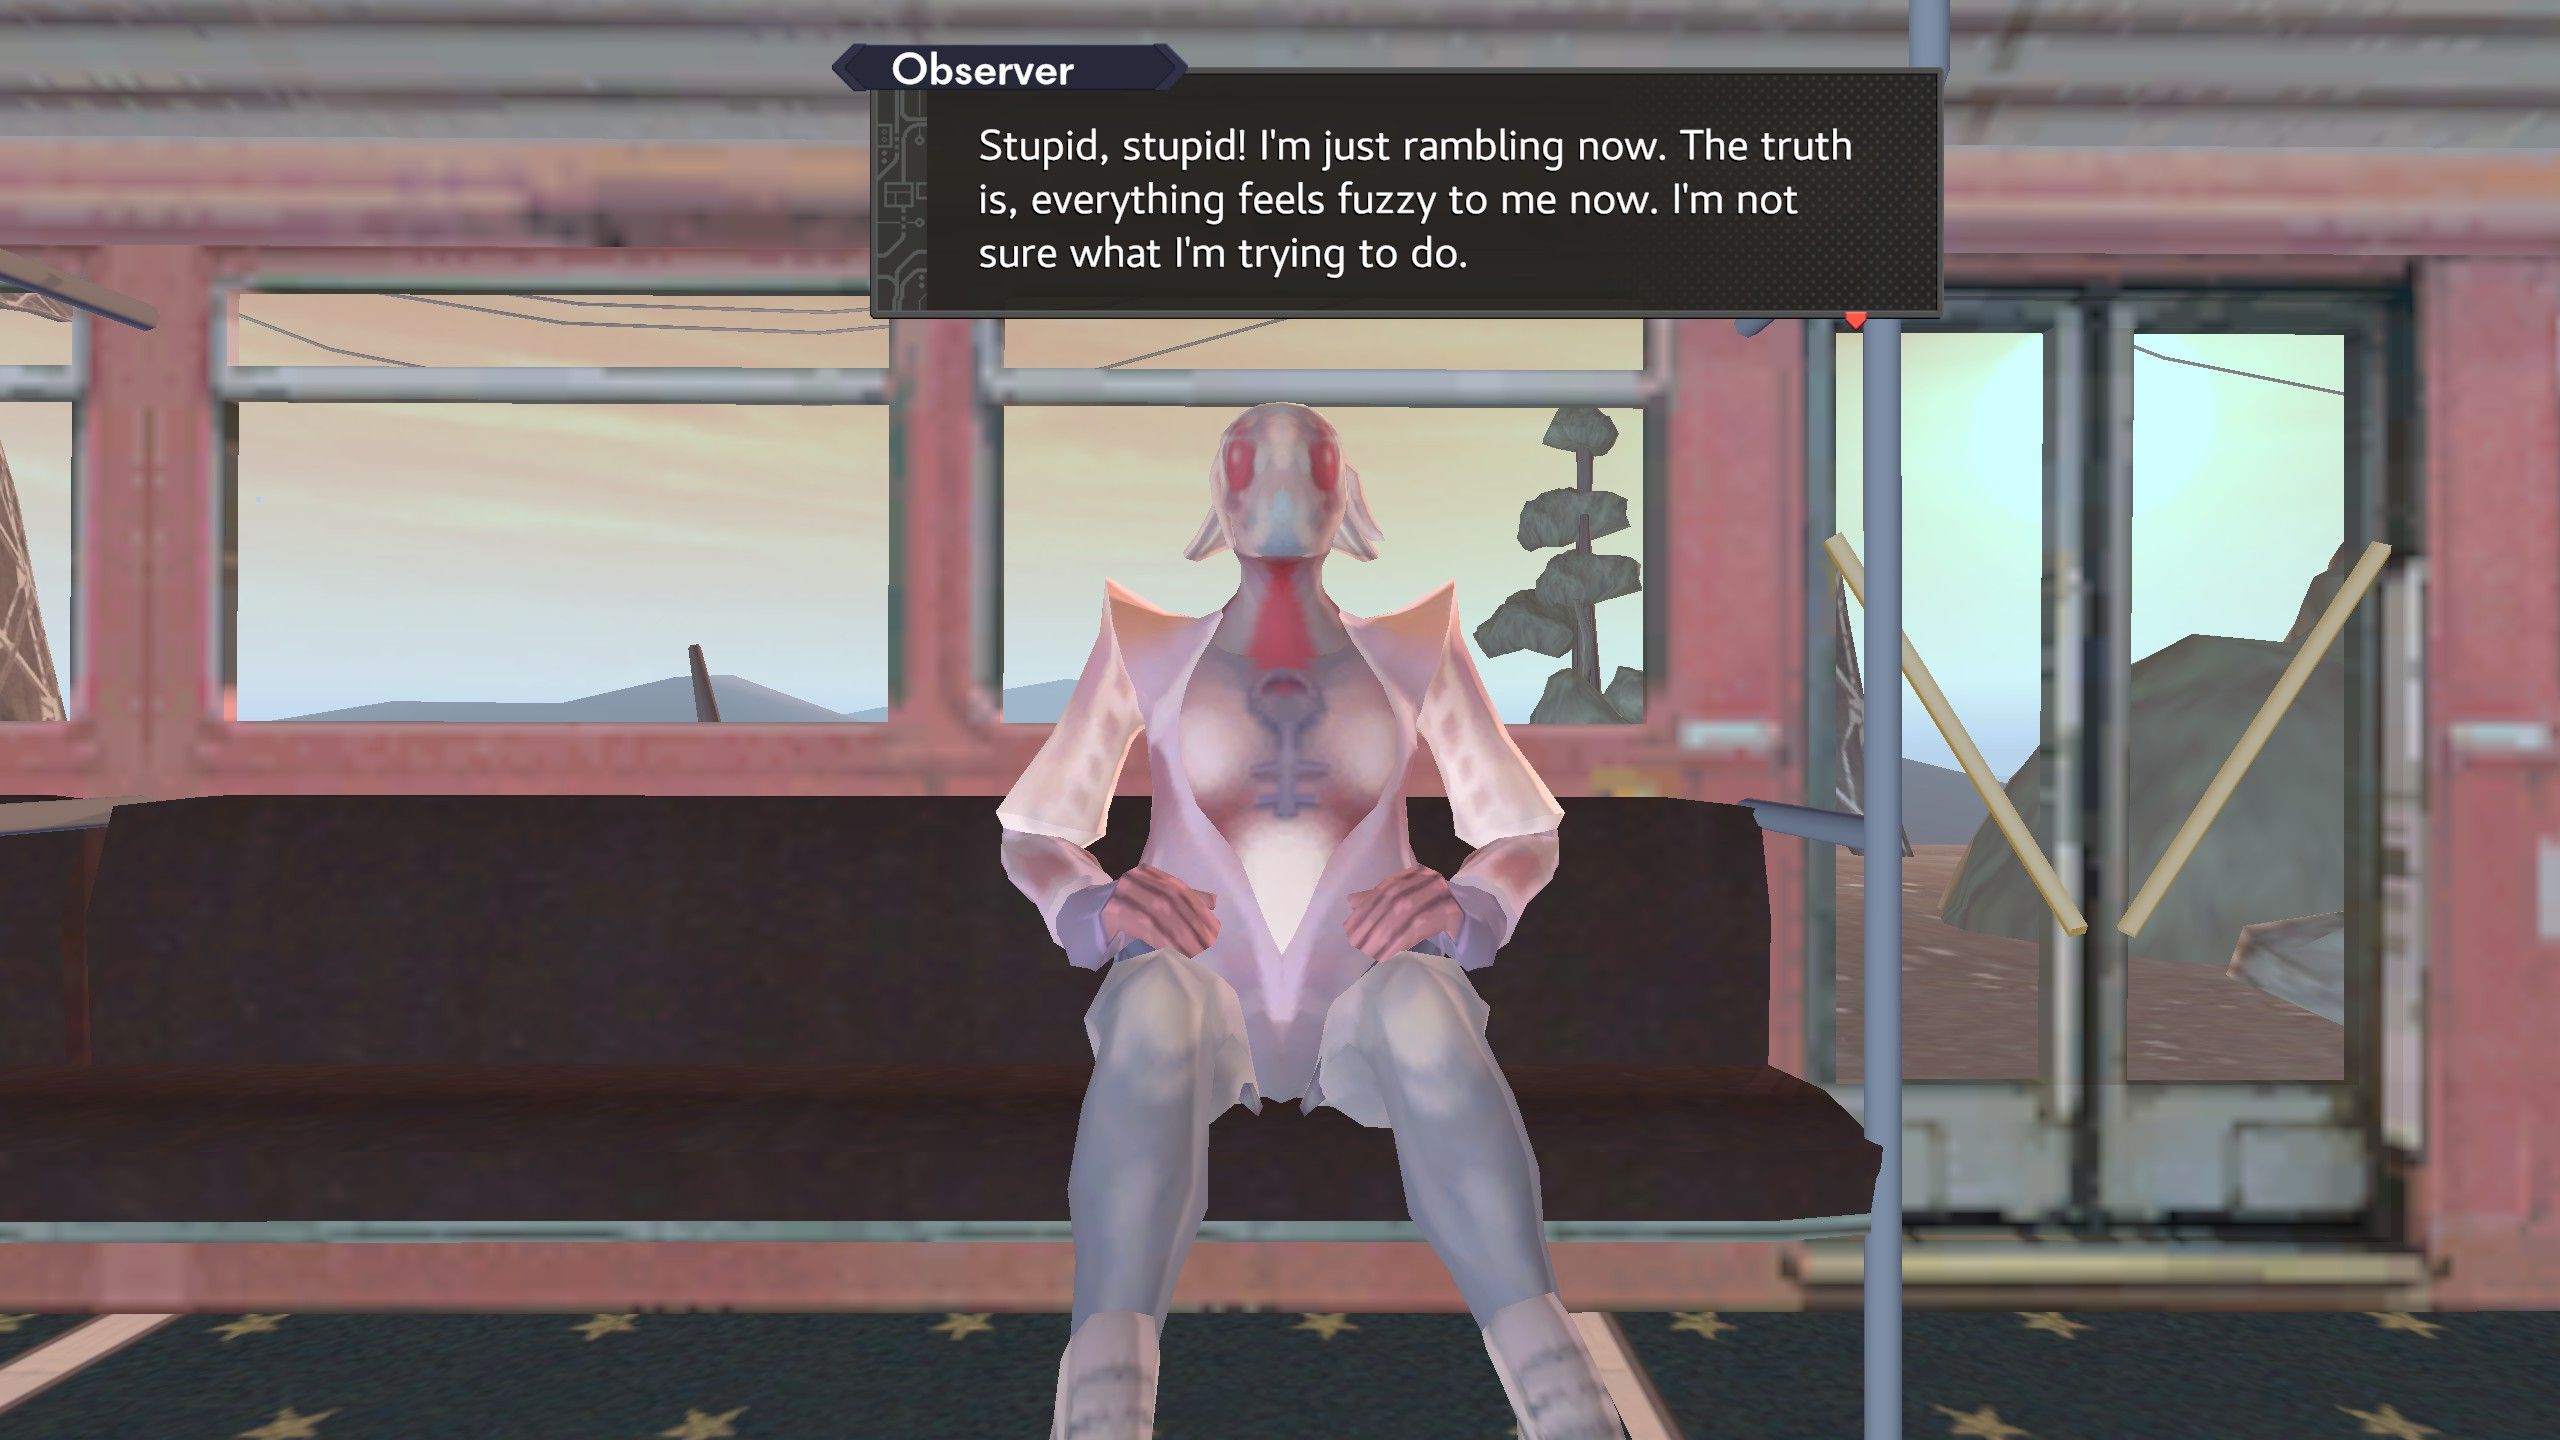 Observer
Stupid, stupid! I'm just rambling now. The truth
is, everything feels fuzzy to me now. I'm not
sure what I'm trying to do.